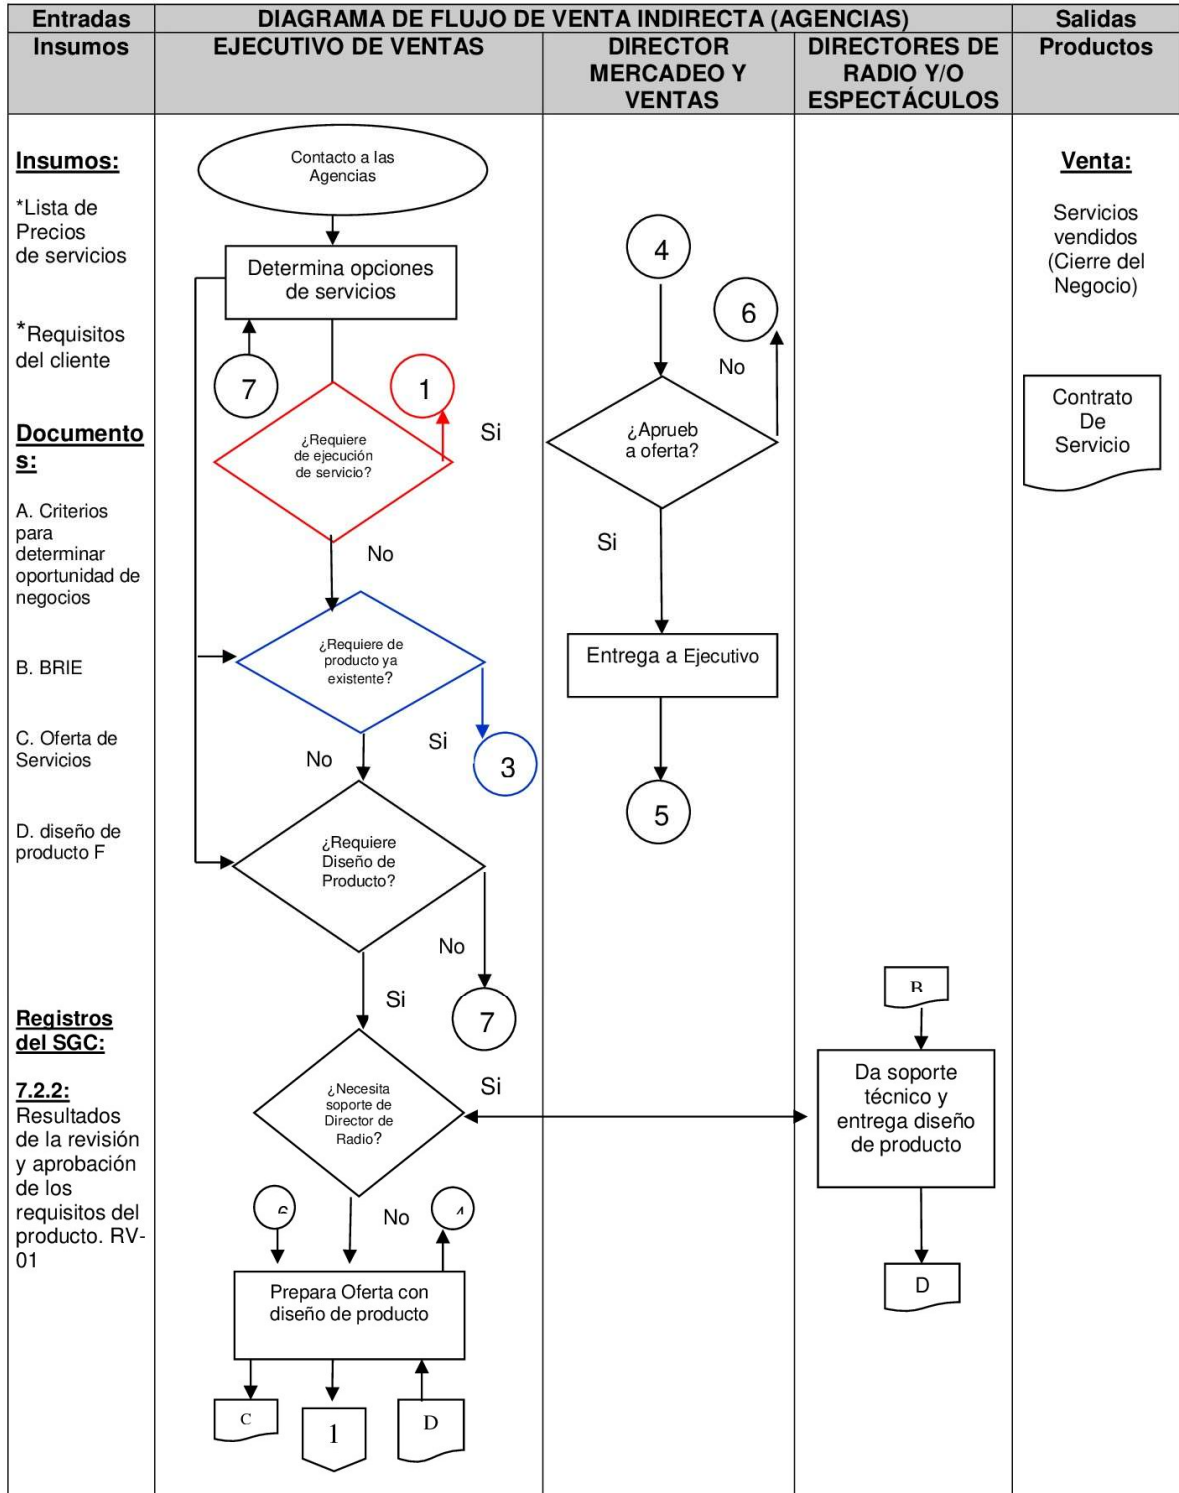 Entradas
DIAGRAMA DE FLUJO DE VENTA INDIRECTA (AGENCIAS)
Salidas
Insumos
EJECUTIVO DE VENTAS
DIRECTOR
MERCADEO Y
VENTAS
DIRECTORES DE
RADIO Y/O
ESPECTÁCULOS
Productos
Insumos:
*Lista de
Precios
de servicios
*Requisitos
del cliente
Documento
s:
A. Criterios
para
determinar
oportunidad de
negocios
B. BRIE
C. Oferta de
Servicios
D. diseño de
producto F
Registros
del SGC:
7.2.2:
Resultados
de la revisión
y aprobación
de los
requisitos del
producto. RV-
01
Contacto a las
Agencias
Determina opciones
de servicios
7
1
¿Requiere
de ejecución
de servicio?
Si
No
¿Requiere de
producto ya
existente?
Si
3
No
¿Requiere
Diseño de
Producto?
No
7
Si
¿Necesita
soporte de
Director de
Radio?
Si
6
No
4
Prepara Oferta con
diseño de producto
C
1
D
4
6
No
¿Aprueb
a oferta?
Si
Entrega a Ejecutivo
5
B
Da soporte
técnico y
entrega diseño
de producto
D
Venta:
Servicios
vendidos
(Cierre del
Negocio)
Contrato
De
Servicio